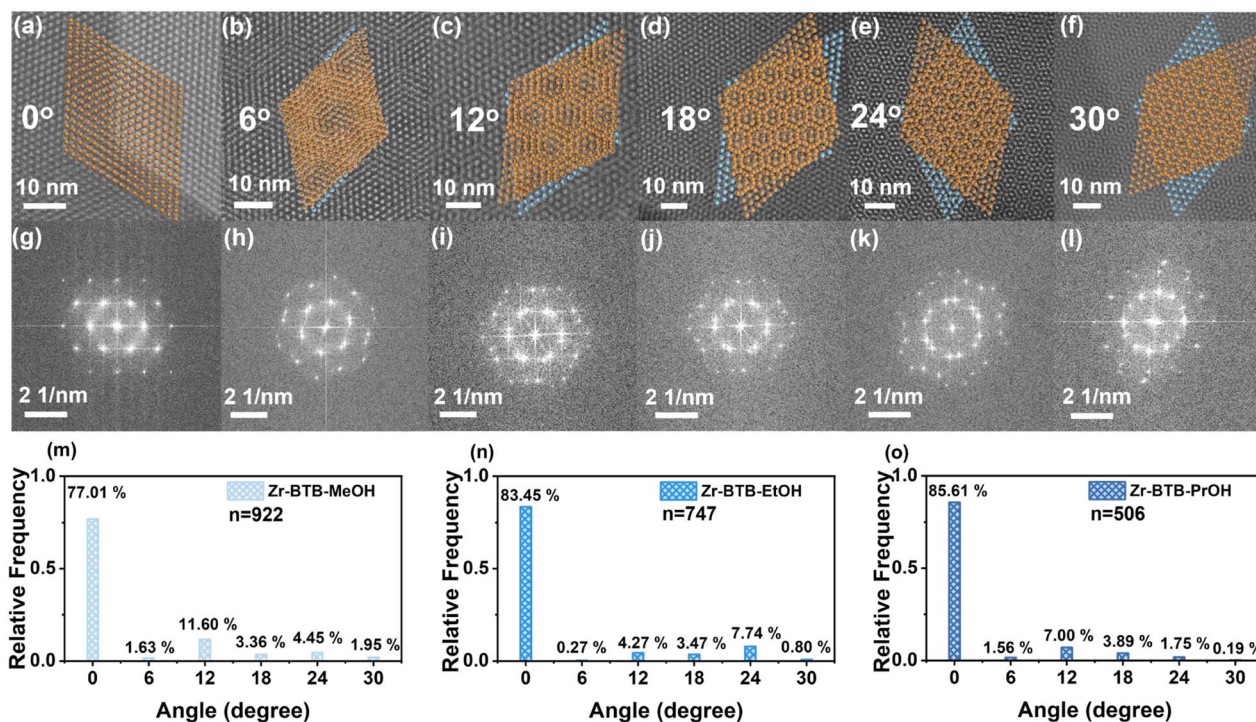 (a) (b) (c) (d) (e) (f)
0° 6° 12° 18° 24° 30°
10 nm 10 nm 10 nm 10 nm 10 nm 10 nm
(g) (h) (i) (j) (k) (l)
2 1/nm 2 1/nm 2 1/nm 2 1/nm 2 1/nm 2 1/nm
(m)
Relative Frequency
1.0
0.5
0.0
77.01 %
Zr-BTB-MeOH
n=922
1.63 % 11.60 % 3.36 % 4.45 % 1.95 %
0 6 12 18 24 30
Angle (degree)
(n)
Relative Frequency
1.0
0.5
0.0
83.45 %
Zr-BTB-EtOH
n=747
0.27 % 4.27 % 3.47 % 7.74 % 0.80 %
0 6 12 18 24 30
Angle (degree)
(o)
Relative Frequency
1.0
0.5
0.0
85.61 %
Zr-BTB-PrOH
n=506
1.56 % 7.00 % 3.89 % 1.75 % 0.19 %
0 6 12 18 24 30
Angle (degree)